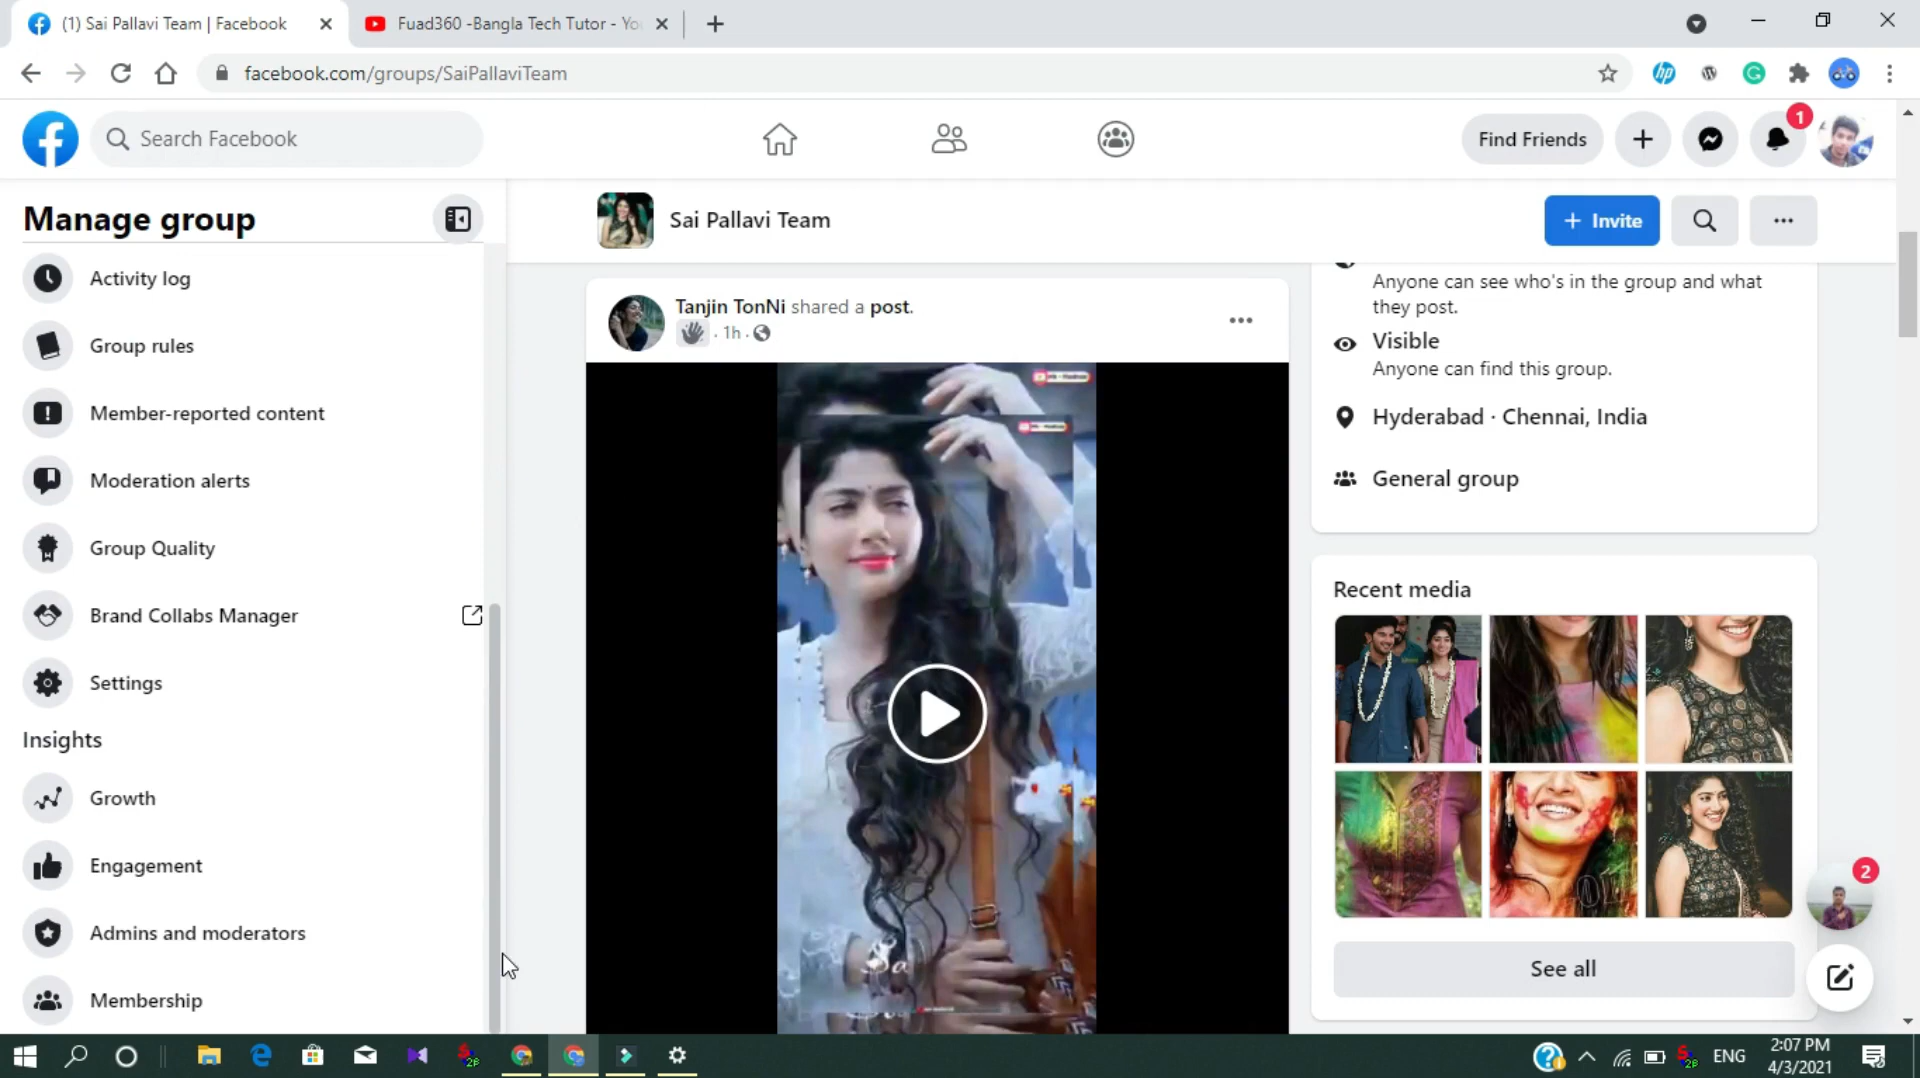 (1) Sai Pallavi Team | Facebook
Fuad360 -Bangla Tech Tutor - You
facebook.com/groups/SaiPallaviTeam
Search Facebook
Find Friends
1
Manage group
Sai Pallavi Team
+ Invite
Activity log
Group rules
Member-reported content
Moderation alerts
Group Quality
Brand Collabs Manager
Settings
Insights
Growth
Engagement
Admins and moderators
Membership
Tanjin TonNi shared a post.
· 1h ·
Anyone can see who's in the group and what
they post.
Visible
Anyone can find this group.
Hyderabad · Chennai, India
General group
Recent media
2
See all
ENG
2:07 PM
4/3/2021